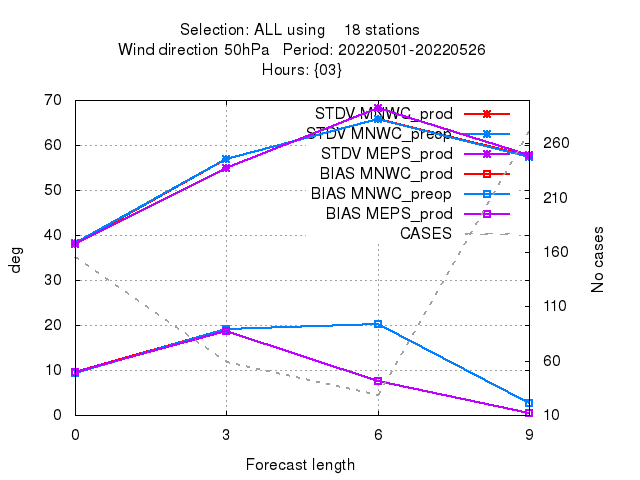 Selection: ALL using 18 stations
Wind direction 50hPa Period: 20220501-20220526
Hours: {03}
70
60
50
40
30
20
10
0
deg
STDV MNWC_prod
STDV MNWC_preop
STDV MEPS_prod
BIAS MNWC_prod
BIAS MNWC_preop
BIAS MEPS_prod
CASES
260
210
160
110
60
10
No cases
0 3 6 9
Forecast length